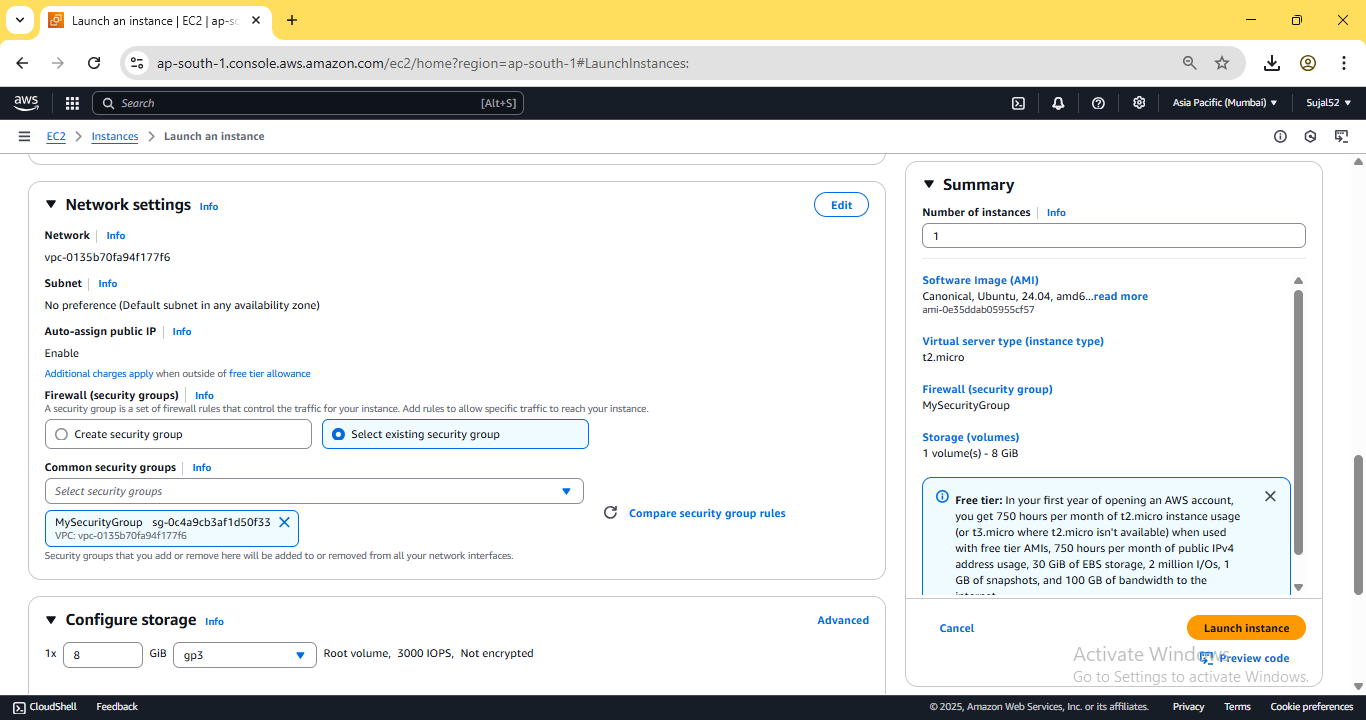 Launch an instance | EC2 | ap-sc
ap-south-1.console.aws.amazon.com/ec2/home?region=ap-south-1#LaunchInstances:
aws
Search [Alt+S]
Asia Pacific (Mumbai)
Sujal52
EC2 > Instances > Launch an instance
Network settings Info
Edit
Network Info
vpc-0135b70fa94f177f6
Subnet Info
No preference (Default subnet in any availability zone)
Auto-assign public IP Info
Enable
Additional charges apply when outside of free tier allowance
Firewall (security groups) Info
A security group is a set of firewall rules that control the traffic for your instance. Add rules to allow specific traffic to reach your instance.
Create security group
Select existing security group
Common security groups Info
Select security groups
MySecurityGroup sg-0c4a9cb3af1d50f33
VPC: vpc-0135b70fa94f177f6
Compare security group rules
Security groups that you add or remove here will be added to or removed from all your network interfaces.
Configure storage Info
Advanced
1x 8 GiB gp3 Root volume, 3000 IOPS, Not encrypted
Summary
Number of instances Info
1
Software Image (AMI)
Canonical, Ubuntu, 24.04, amd6...read more
ami-0e35ddab05955cf57
Virtual server type (instance type)
t2.micro
Firewall (security group)
MySecurityGroup
Storage (volumes)
1 volume(s) - 8 GiB
Free tier: In your first year of opening an AWS account,
you get 750 hours per month of t2.micro instance usage
(or t3.micro where t2.micro isn't available) when used
with free tier AMIs, 750 hours per month of public IPv4
address usage, 30 GiB of EBS storage, 2 million I/Os, 1
GB of snapshots, and 100 GB of bandwidth to the
internet.
Cancel
Launch instance
Preview code
Activate Windows
Go to Settings to activate Windows.
CloudShell Feedback
© 2025, Amazon Web Services, Inc. or its affiliates. Privacy Terms Cookie preferences